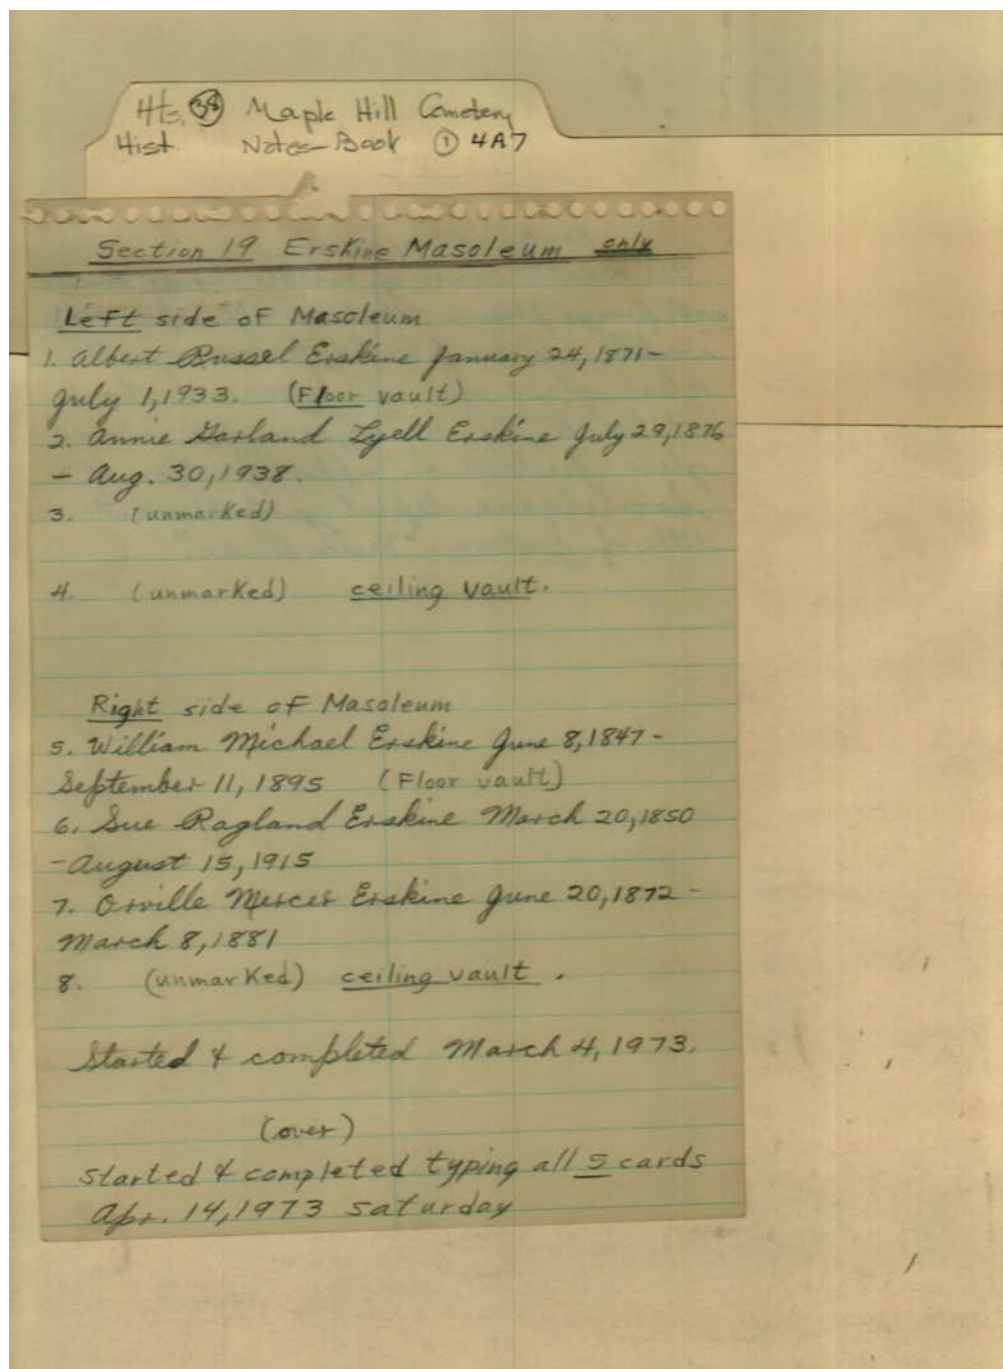 Hts. 38 Maple Hill Cemetery
Hist Notes-Book 1 4A7
Section 19 Erskine Masoleum only
Left side of Masoleum
1. Albert Russel Erskine January 24, 1871-
July 1, 1933. (Floor vault)
2. Annie Garland Lyell Erskine July 29, 1876
- Aug. 30, 1938.
3. (unmarked)
4. (unmarked) ceiling vault.
Right side of Masoleum
5. William Michael Erskine June 8, 1847-
September 11, 1895 (Floor vault)
6. Sue Ragland Erskine March 20, 1850
-August 15, 1915
7. Orville Mercer Erskine June 20, 1872-
March 8, 1881
8. (unmarked) ceiling vault.
Started & completed March 4, 1973.
(over)
started & completed typing all 5 cards
Apr. 14, 1973 saturday